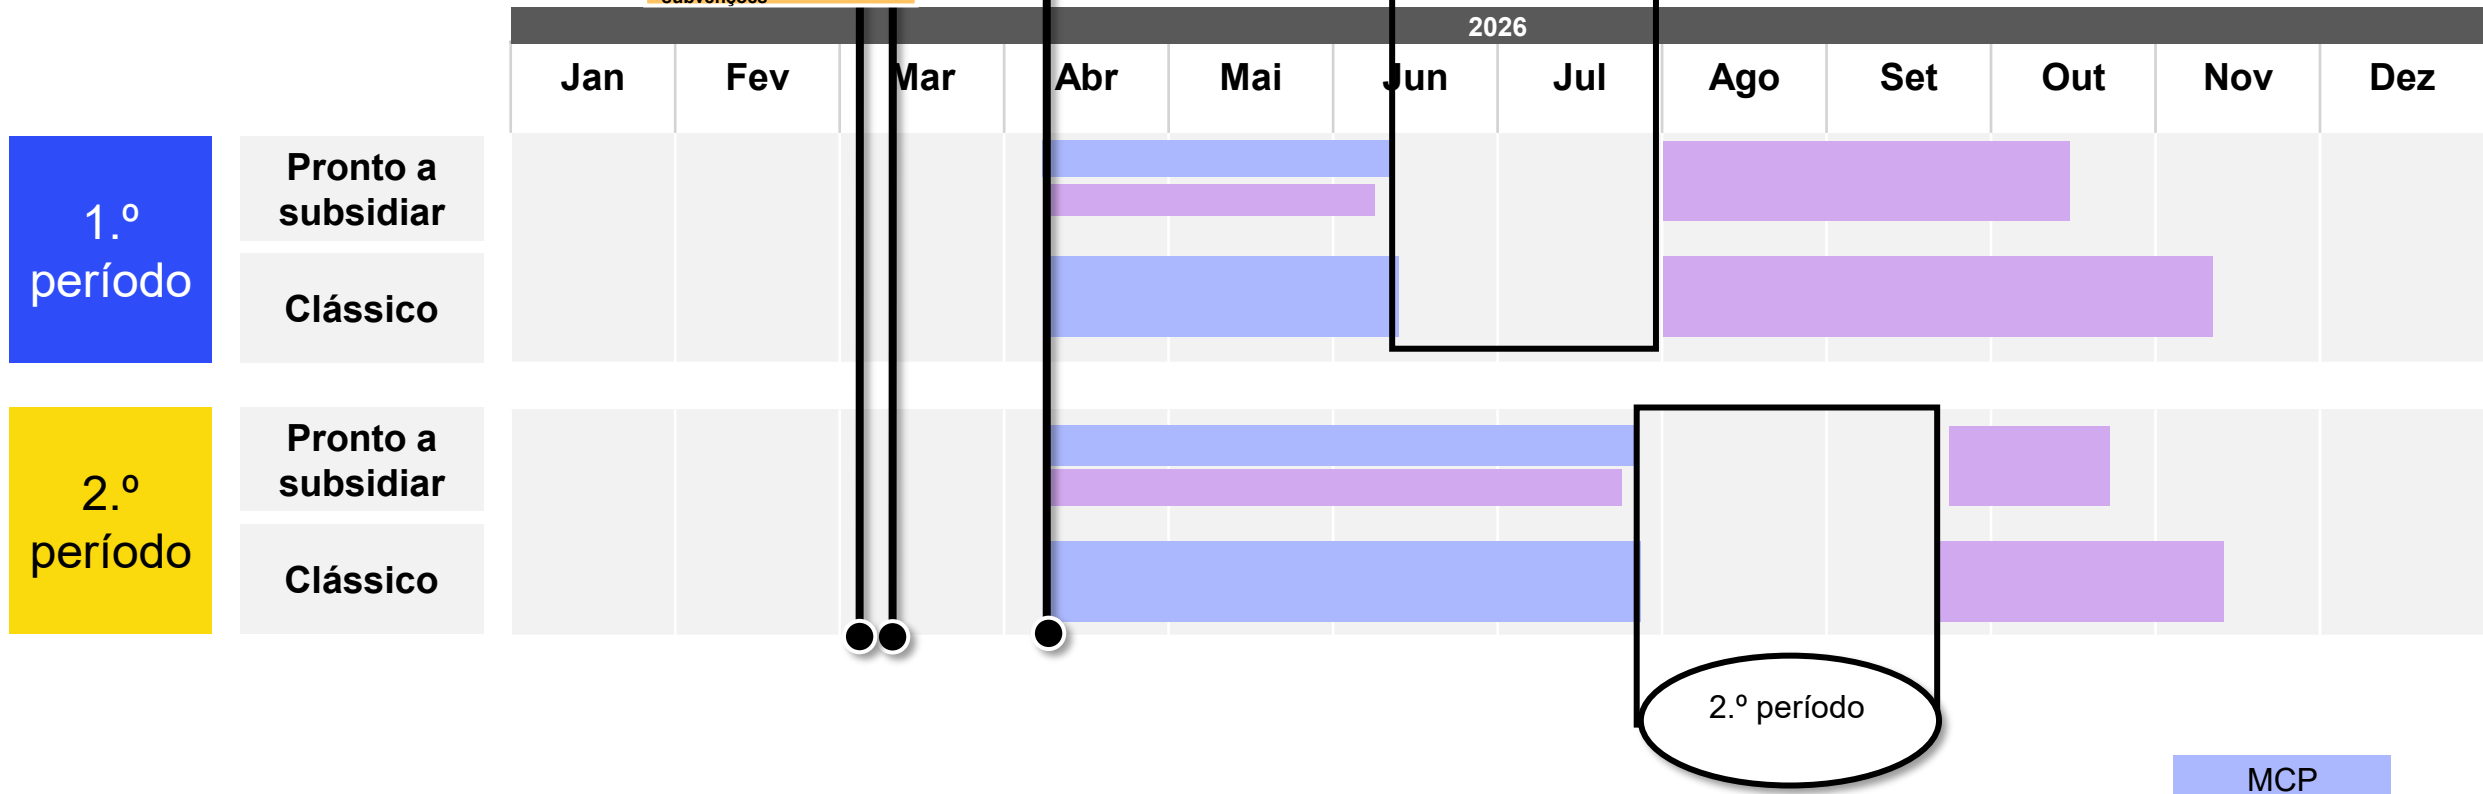 subvenções
2026
Jan Fev Mar Abr Mai Jun Jul Ago Set Out Nov Dez
1.º
período
Pronto a
subsidiar
Clássico
2.º
período
Pronto a
subsidiar
Clássico
2.º período
MCP